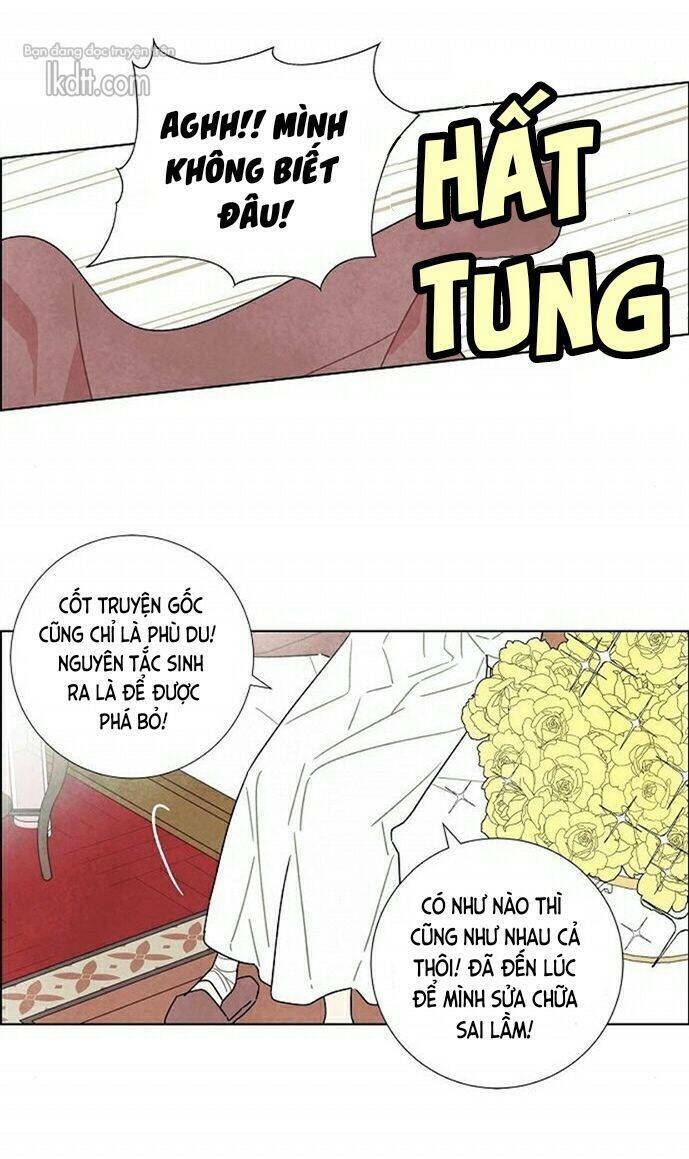 Bạn đang đọc truyện trên
lkdtt.com
AGHH!! MÌNH
KHÔNG BIẾT
ĐÂU!
HẤT
TUNG
CỐT TRUYỆN GỐC
CŨNG CHỈ LÀ PHÙ DU!
NGUYÊN TẮC SINH
RA LÀ ĐỂ ĐƯỢC
PHÁ BỎ!
CÓ NHƯ NÀO THÌ
CŨNG NHƯ NHAU CẢ
THÔI! ĐÃ ĐẾN LÚC
ĐỂ MÌNH SỬA CHỮA
SAI LẦM!